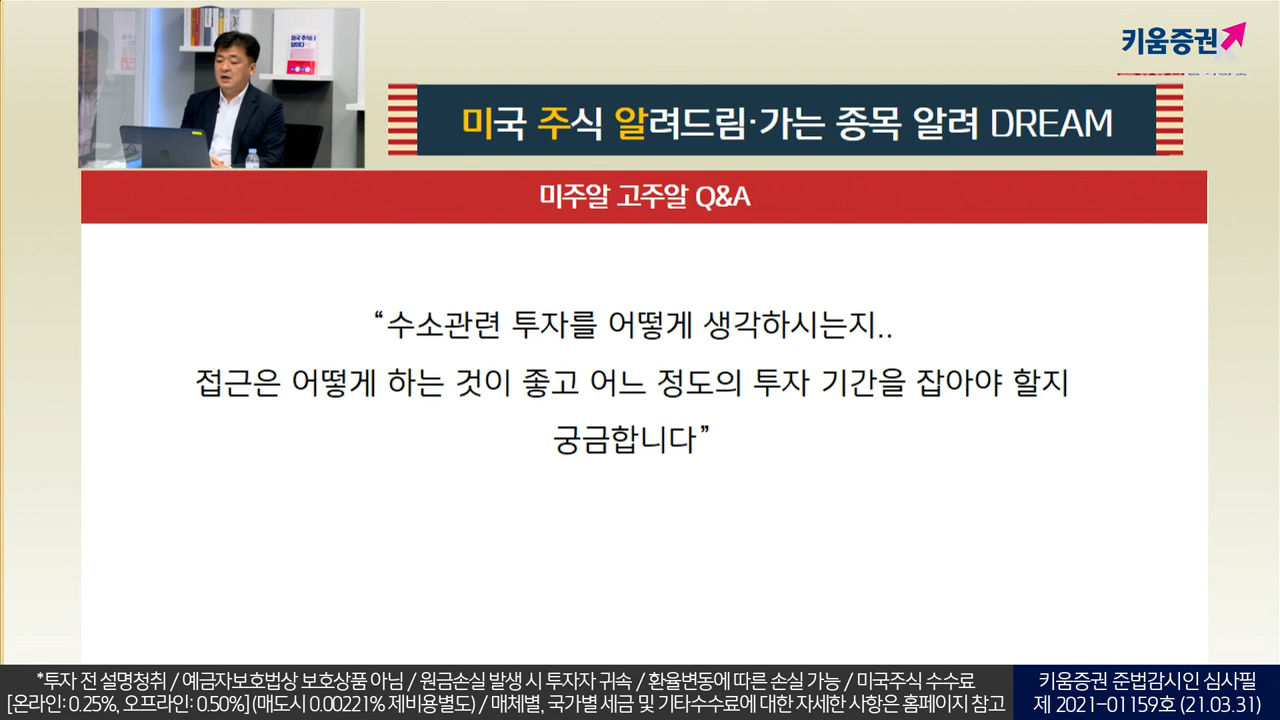 키움증권
미국 주식 알려드림·가는 종목 알려 DREAM
미주알 고주알 Q&A
“수소관련 투자를 어떻게 생각하시는지..
접근은 어떻게 하는 것이 좋고 어느 정도의 투자 기간을 잡아야 할지
궁금합니다”
*투자 전 설명청취 / 예금자보호법상 보호상품 아님 / 원금손실 발생 시 투자자 귀속 / 환율변동에 따른 손실 가능 / 미국주식 수수료
[온라인: 0.25%, 오프라인: 0.50%] (매도시 0.00221% 제비용별도) / 매체별, 국가별 세금 및 기타수수료에 대한 자세한 사항은 홈페이지 참고
키움증권 준법감시인 심사필
제 2021-01159호 (21.03.31)